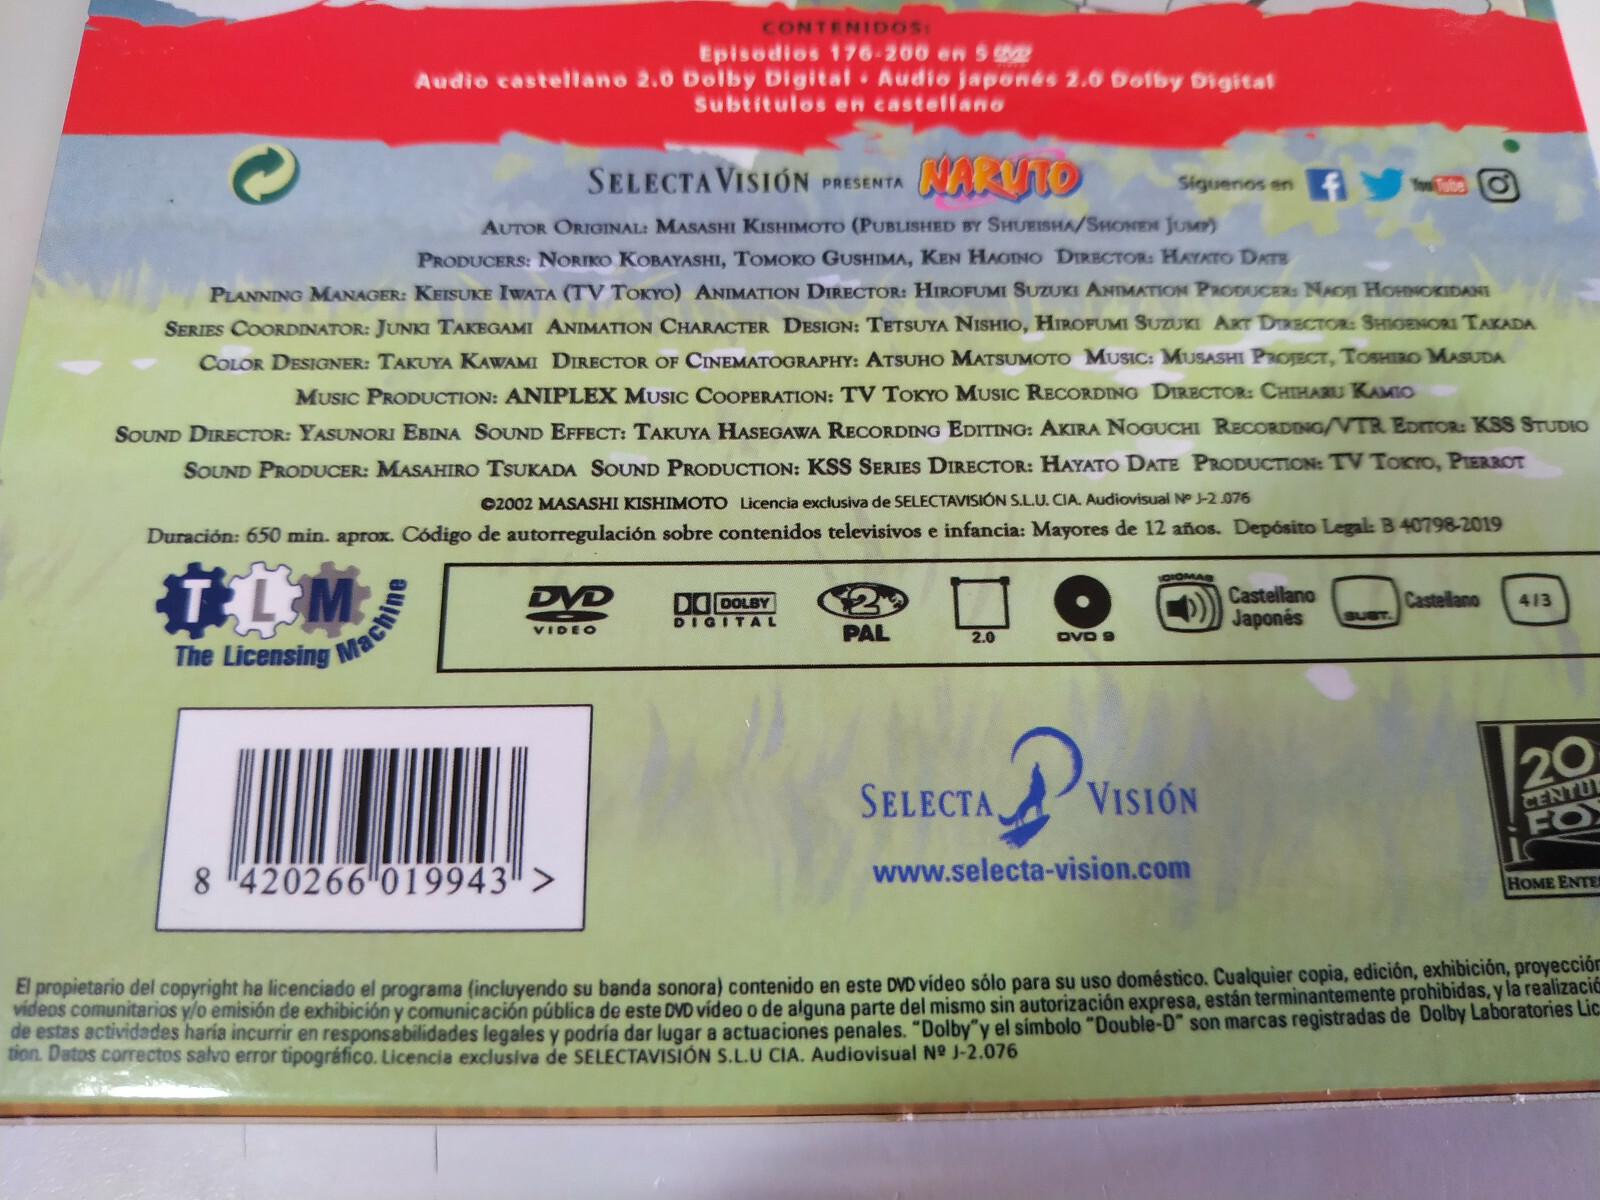 CONTENIDOS:
Episodios 176-200 en 5 DVD
Audio castellano 2.0 Dolby Digital · Audio japonés 2.0 Dolby Digital
Subtítulos en castellano
SELECTA VISIÓN PRESENTA NARUTO
Síguenos en f YouTube
AUTOR ORIGINAL: MASASHI KISHIMOTO (PUBLISHED BY SHUEISHA/SHONEN JUMP)
PRODUCERS: NORIKO KOBAYASHI, TOMOKO GUSHIMA, KEN HAGINO DIRECTOR: HAYATO DATE
PLANNING MANAGER: KEISUKE IWATA (TV TOKYO) ANIMATION DIRECTOR: HIROFUMI SUZUKI ANIMATION PRODUCER: NAOJI HOHNOKIDANI
SERIES COORDINATOR: JUNKI TAKEGAMI ANIMATION CHARACTER DESIGN: TETSUYA NISHIO, HIROFUMI SUZUKI ART DIRECTOR: SHIGENORI TAKADA
COLOR DESIGNER: TAKUYA KAWAMI DIRECTOR OF CINEMATOGRAPHY: ATSUHO MATSUMOTO MUSIC: MUSASHI PROJECT, TOSHIRO MASUDA
MUSIC PRODUCTION: ANIPLEX MUSIC COOPERATION: TV TOKYO MUSIC RECORDING DIRECTOR: CHIHARU KAMIO
SOUND DIRECTOR: YASUNORI EBINA SOUND EFFECT: TAKUYA HASEGAWA RECORDING EDITING: AKIRA NOGUCHI RECORDING/VTR EDITOR: KSS STUDIO
SOUND PRODUCER: MASAHIRO TSUKADA SOUND PRODUCTION: KSS SERIES DIRECTOR: HAYATO DATE PRODUCTION: TV TOKYO, PIERROT
©2002 MASASHI KISHIMOTO Licencia exclusiva de SELECTAVISIÓN S.L.U. CIA. Audiovisual Nº J-2 .076
Duración: 650 min. aprox. Código de autorregulación sobre contenidos televisivos e infancia: Mayores de 12 años. Depósito Legal: B 40798-2019
TLM
The Licensing Machine
DVD VIDEO
DOLBY DIGITAL
2 PAL
2.0
DVD 9
IDIOMAS Castellano Japonés
SUBT. Castellano
4/3
8 420266 019943 >
SELECTA VISIÓN
www.selecta-vision.com
20
CENTU
FOX
HOME ENTE
El propietario del copyright ha licenciado el programa (incluyendo su banda sonora) contenido en este DVD vídeo sólo para su uso doméstico. Cualquier copia, edición, exhibición, proyección
vídeos comunitarios y/o emisión de exhibición y comunicación pública de este DVD vídeo o de alguna parte del mismo sin autorización expresa, están terminantemente prohibidas, y la realizació
de estas actividades haría incurrir en responsabilidades legales y podría dar lugar a actuaciones penales. "Dolby"y el símbolo "Double-D" son marcas registradas de Dolby Laboratories Lic
tion. Datos correctos salvo error tipográfico. Licencia exclusiva de SELECTAVISIÓN S.L.U CIA. Audiovisual Nº J-2.076